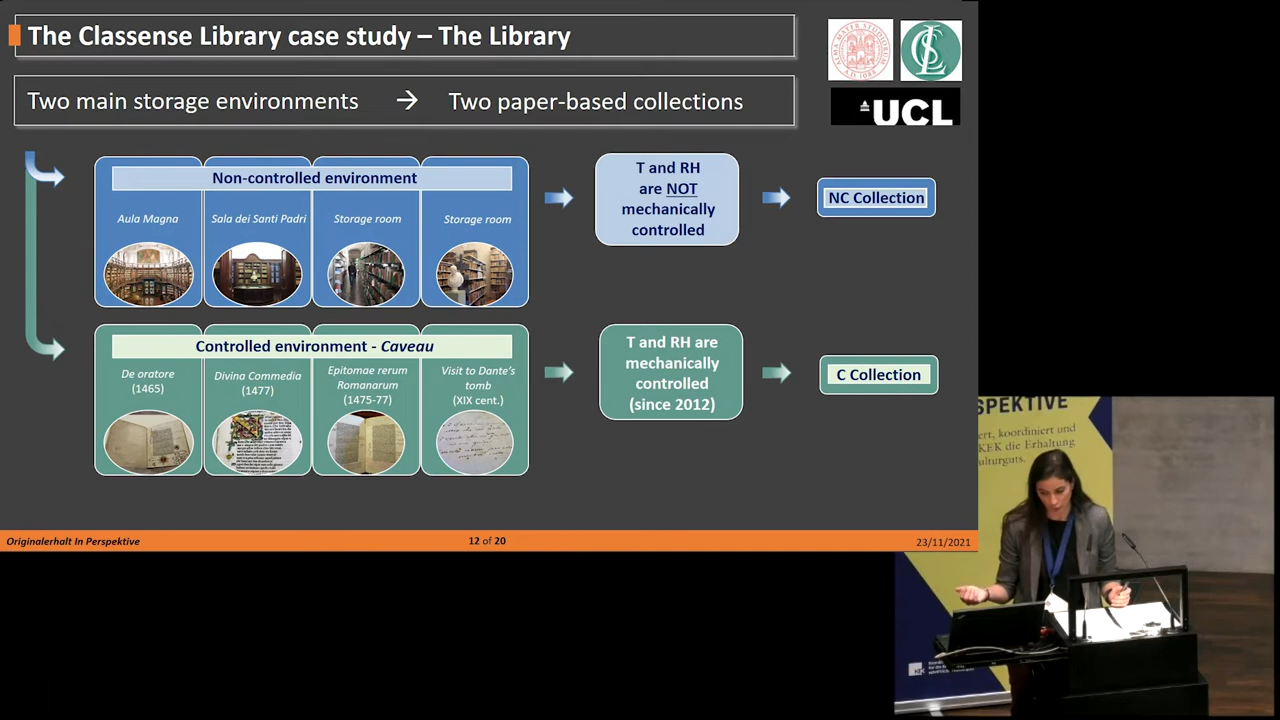 The Classense Library case study – The Library
Two main storage environments → Two paper-based collections
UCL
Non-controlled environment
Aula Magna
Sala dei Santi Padri
Storage room
Storage room
T and RH
are NOT
mechanically
controlled
NC Collection
Controlled environment - Caveau
De oratore
(1465)
Divina Commedia
(1477)
Epitomae rerum
Romanarum
(1475-77)
Visit to Dante's
tomb
(XIX cent.)
T and RH are
mechanically
controlled
(since 2012)
C Collection
Originalerhalt In Perspektive
12 of 20
23/11/2021
SPEKTIVE
ert, koordiniert und
KEK die Erhaltung
ulturguts.